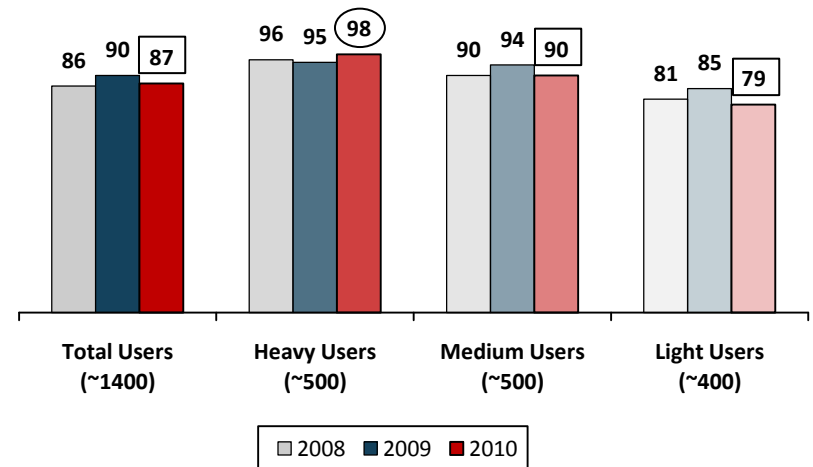 86 90 87 96 95 98 90 94 90 81 85 79
Total Users Heavy Users Medium Users Light Users
(~1400) (~500) (~500) (~400)
2008 2009 2010